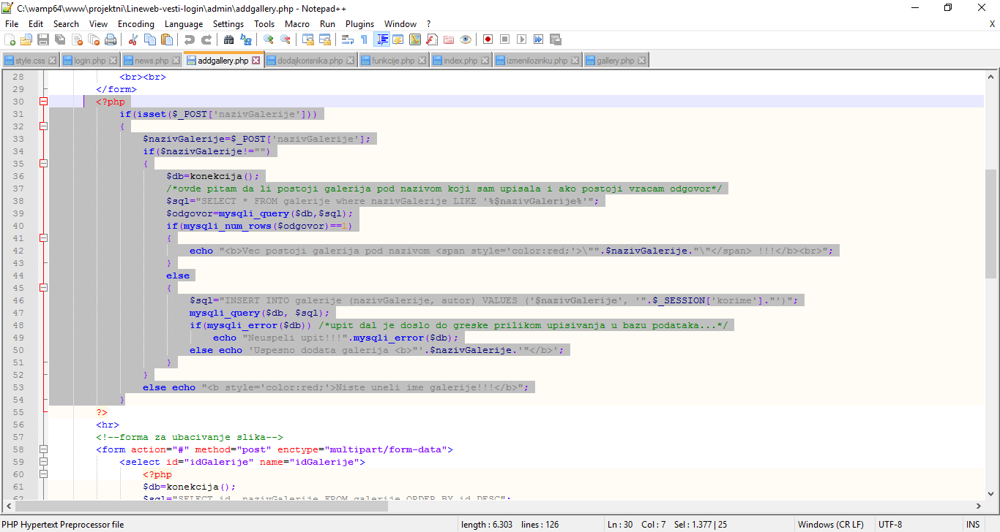 C:\wamp64\www\projektni\Lineweb-vesti-login\admin\addgallery.php - Notepad++
File Edit Search View Encoding Language Settings Tools Macro Run Plugins Window ? X
style.css login.php news.php addgallery.php dodajkorisnika.php funkcije.php index.php izmenilozinku.php gallery.php
28 <br><br>
29 </form>
30 <?php
31 if(isset($_POST['nazivGalerije']))
32 {
33 $nazivGalerije=$_POST['nazivGalerije'];
34 if($nazivGalerije!="")
35 {
36 $db=konekcija();
37 /*ovde pitam da li postoji galerija pod nazivom koji sam upisala i ako postoji vracam odgovor*/
38 $sql="SELECT * FROM galerije where nazivGalerije LIKE '%$nazivGalerije%'";
39 $odgovor=mysqli_query($db,$sql);
40 if(mysqli_num_rows($odgovor)==1)
41 {
42 echo "<b>Vec postoji galerija pod nazivom <span style='color:red;'>\"".$nazivGalerije."\"</span> !!!</b><br>";
43 }
44 else
45 {
46 $sql="INSERT INTO galerije (nazivGalerije, autor) VALUES ('$nazivGalerije', '".$_SESSION['korime']."')";
47 mysqli_query($db, $sql);
48 if(mysqli_error($db)) /*upit dal je doslo do greske prilikom upisivanja u bazu podataka...*/
49 echo "Neuspeli upit!!!".mysqli_error($db);
50 else echo 'Uspesno dodata galerija <b>"'.$nazivGalerije.'"</b>';
51 }
52 }
53 else echo "<b style='color:red;'>Niste uneli ime galerije!!!</b>";
54 }
55 ?>
56 <hr>
57 <!--forma za ubacivanje slika-->
58 <form action="#" method="post" enctype="multipart/form-data">
59 <select id="idGalerije" name="idGalerije">
60 <?php
61 $db=konekcija();
62 $sql="SELECT id, nazivGalerije FROM galerije ORDER BY id DESC";
PHP Hypertext Preprocessor file length : 6.303 lines : 126 Ln : 30 Col : 7 Sel : 1.377 | 25 Windows (CR LF) UTF-8 INS